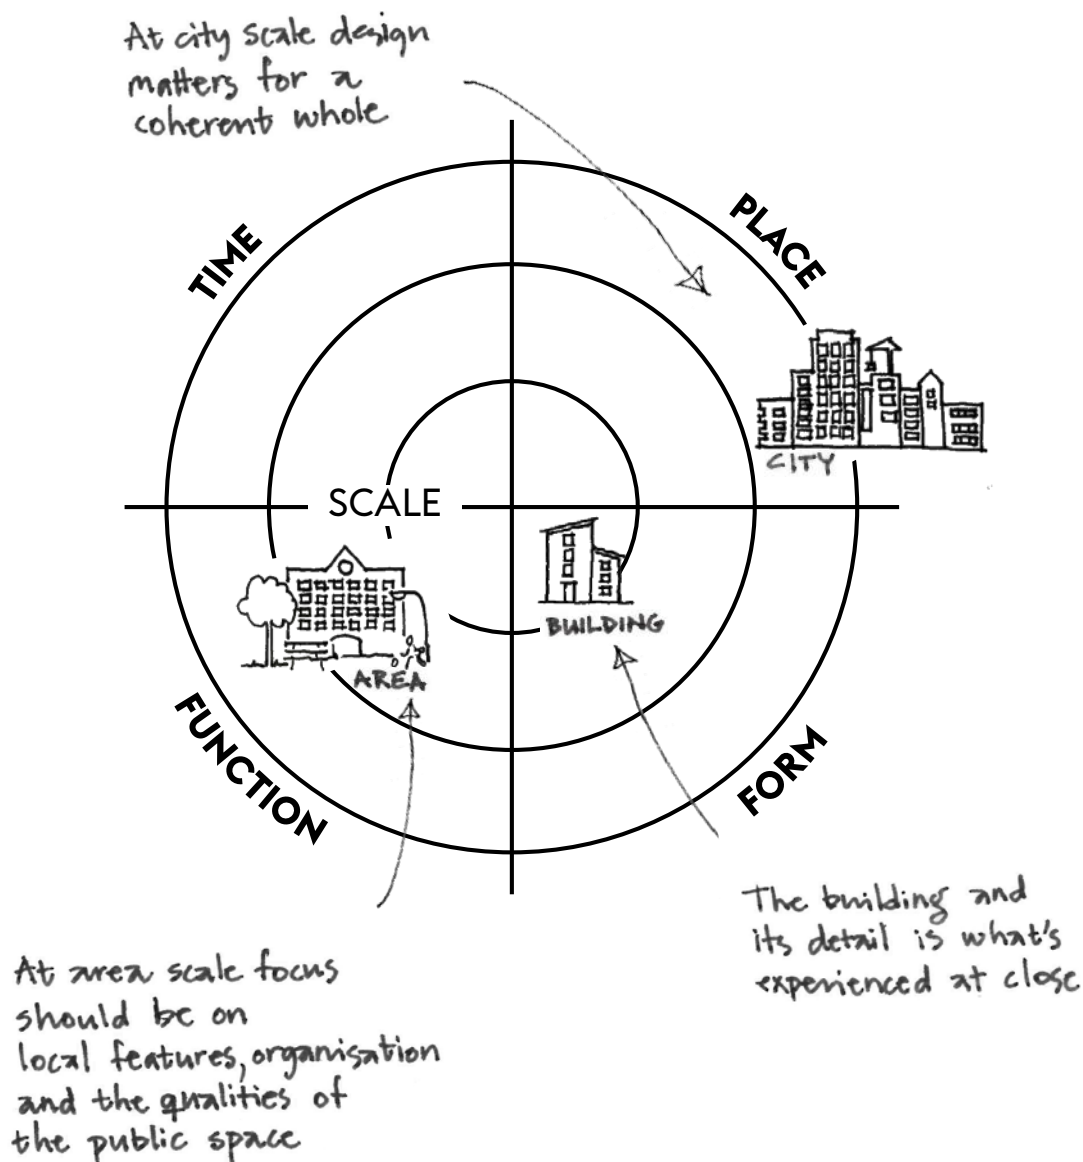 At city scale design
matters for a
coherent whole
TIME
PLACE
CITY
SCALE
BUILDING
AREA
FUNCTION
FORM
The building and
its detail is what's
experienced at close
At area scale focus
should be on
local features, organisation
and the qualities of
the public space